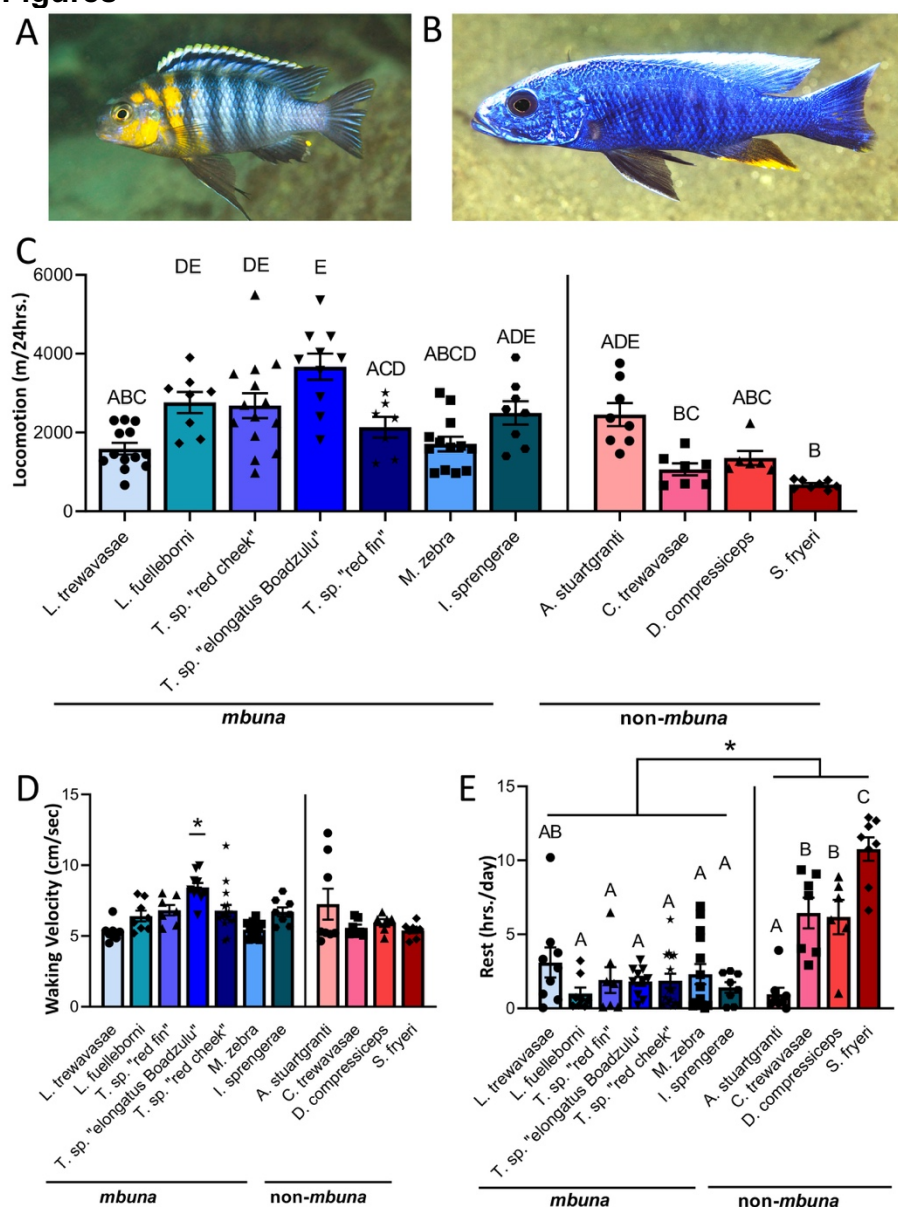 Figures
A
B
C
6000
4000
2000
0
Locomotion (m/24hrs.)
ABC
DE
DE
E
ACD
ABCD
ADE
ADE
BC
ABC
B
L. trewavasae
L. fuelleborni
T. sp. "red cheek"
T. sp. "elongatus Boadzulu"
T. sp. "red fin"
M. zebra
I. sprengerae
A. stuartgranti
C. trewavasae
D. compressiceps
S. fryeri
mbuna
non-mbuna
D
15
10
5
0
Waking Velocity (cm/sec)
*
L. trewavasae
L. fuelleborni
T. sp. "red fin"
T. sp. "elongatus Boadzulu"
T. sp. "red cheek"
M. zebra
I. sprengerae
A. stuartgranti
C. trewavasae
D. compressiceps
S. fryeri
mbuna
non-mbuna
E
*
15
10
5
0
Rest (hrs./day)
AB
A
A
A
A
A
A
A
B
B
C
L. trewavasae
L. fuelleborni
T. sp. "red fin"
T. sp. "elongatus Boadzulu"
T. sp. "red cheek"
M. zebra
I. sprengerae
A. stuartgranti
C. trewavasae
D. compressiceps
S. fryeri
mbuna
non-mbuna